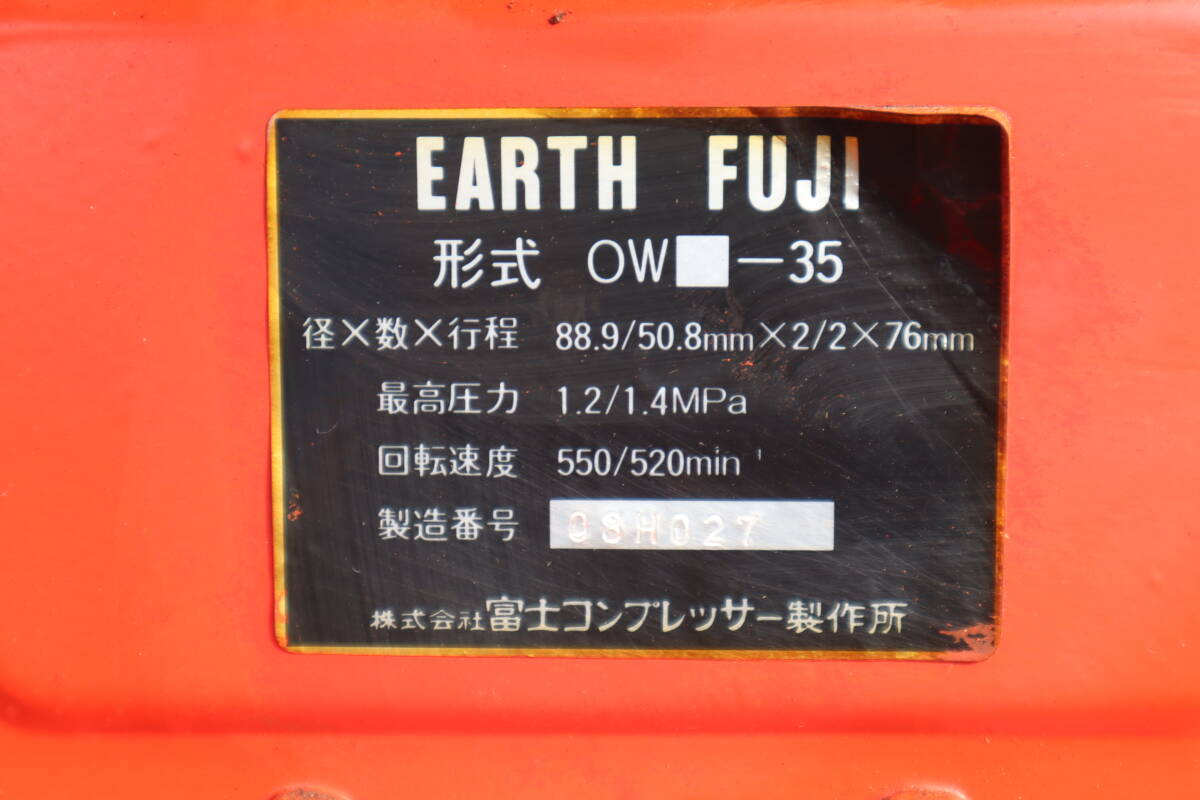 EARTH FUJI
形式 OW -35
径×数×行程 88.9/50.8mm×2/2×76mm
最高圧力 1.2/1.4MPa
回転速度 550/520min
製造番号 08H027
株式会社富士コンプレッサー製作所